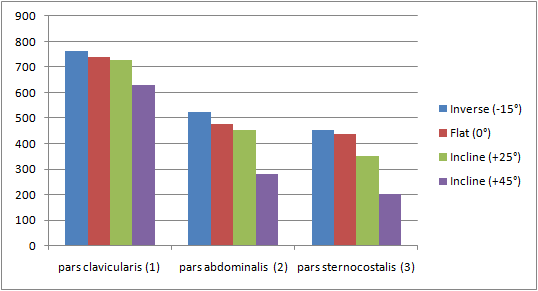 900
800
700
600
500
400
300
200
100
0
pars clavicularis (1)
pars abdominalis (2)
pars sternocostalis (3)
Inverse (-15°)
Flat (0°)
Incline (+25°)
Incline (+45°)